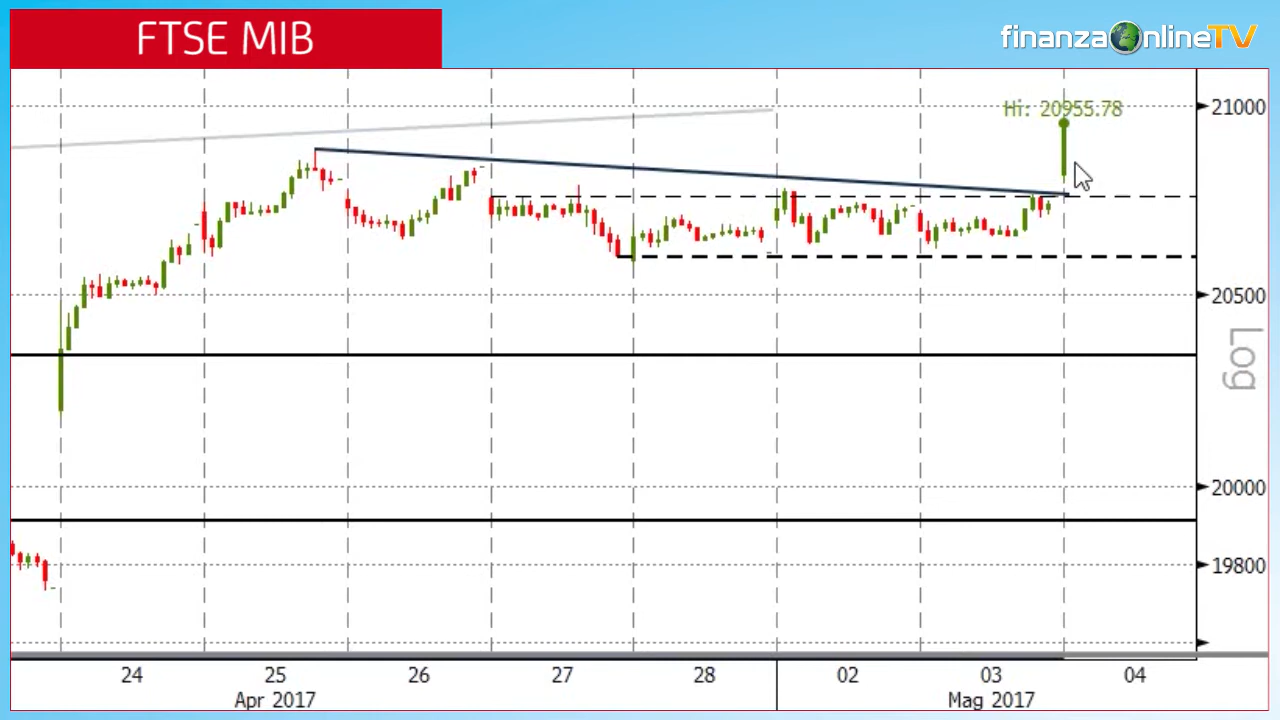 FTSE MIB
finanzaOnlineTV
Hi: 20955.78
21000
20500
Log
20000
19800
24 25 26 27 28 02 03 04
Apr 2017 Mag 2017